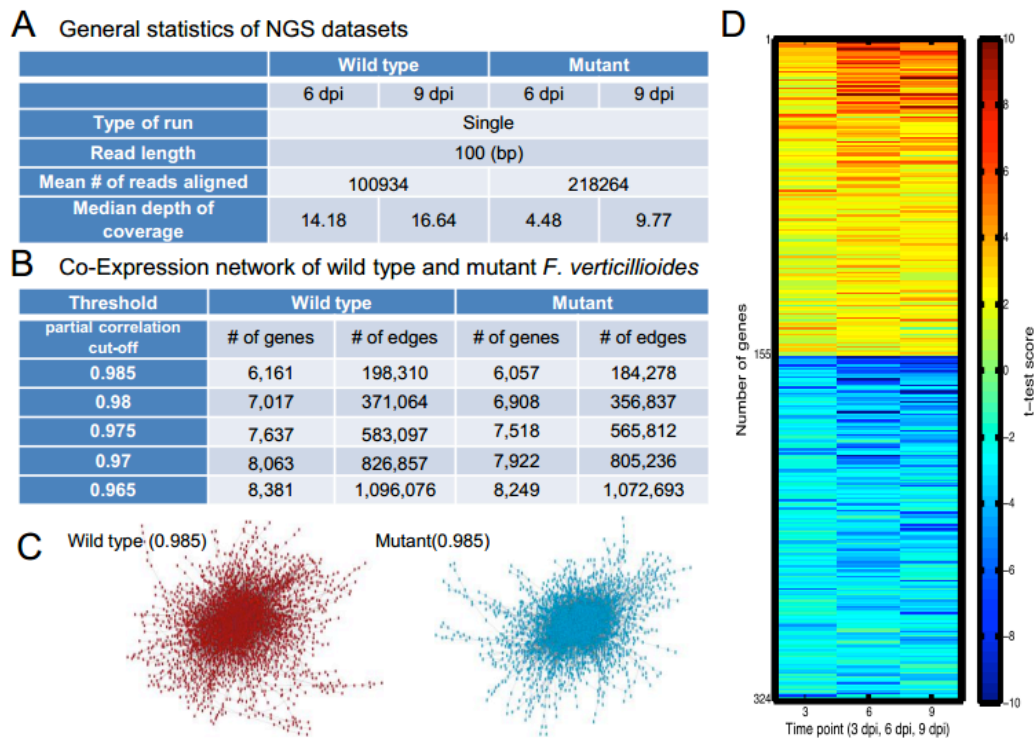 A General statistics of NGS datasets
Wild type Mutant
6 dpi 9 dpi 6 dpi 9 dpi
Type of run Single
Read length 100 (bp)
Mean # of reads aligned 100934 218264
Median depth of
coverage 14.18 16.64 4.48 9.77
B Co-Expression network of wild type and mutant F. verticillioides
Threshold Wild type Mutant
partial correlation
cut-off # of genes # of edges # of genes # of edges
0.985 6,161 198,310 6,057 184,278
0.98 7,017 371,064 6,908 356,837
0.975 7,637 583,097 7,518 565,812
0.97 8,063 826,857 7,922 805,236
0.965 8,381 1,096,076 8,249 1,072,693
C Wild type (0.985) Mutant(0.985)
D
1
155
324
Number of genes
3 6 9
Time point (3 dpi, 6 dpi, 9 dpi)
10
8
6
4
2
0
−2
−4
−6
−8
−10
t−test score